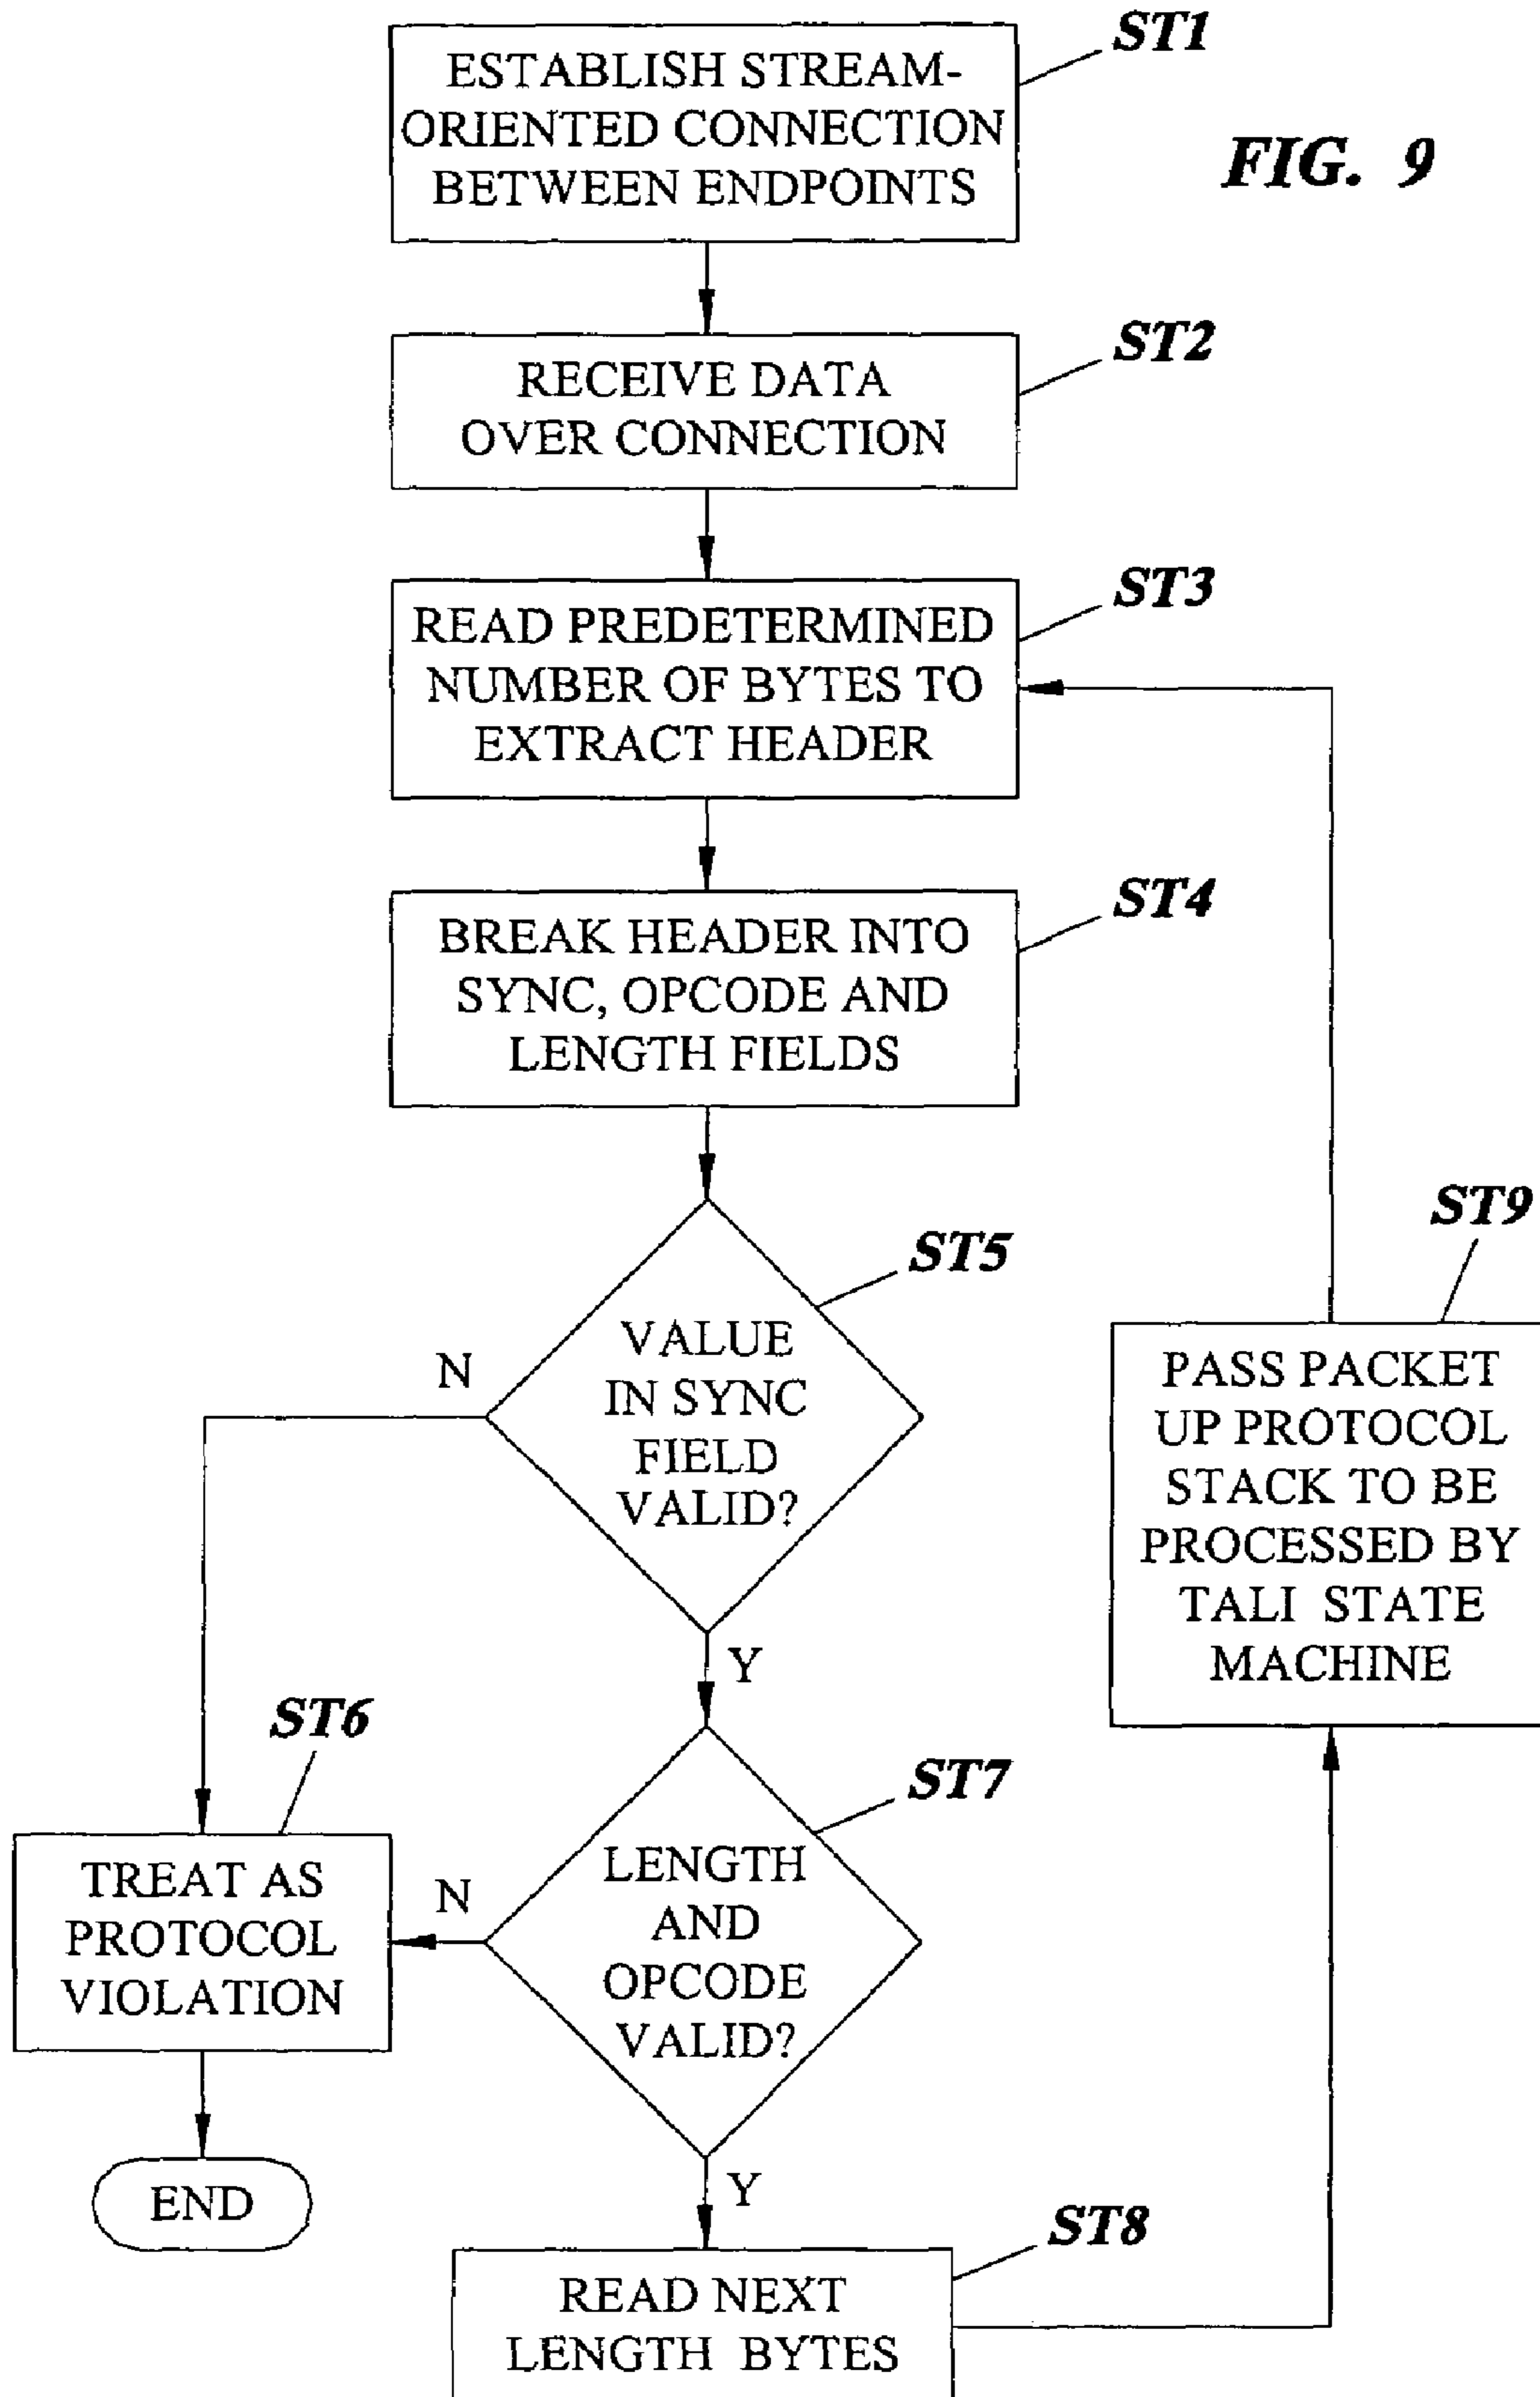 ST1
ESTABLISH STREAM-
ORIENTED CONNECTION
BETWEEN ENDPOINTS
FIG. 9
ST2
RECEIVE DATA
OVER CONNECTION
ST3
READ PREDETERMINED
NUMBER OF BYTES TO
EXTRACT HEADER
ST4
BREAK HEADER INTO
SYNC, OPCODE AND
LENGTH FIELDS
ST5
VALUE
IN SYNC
FIELD
VALID?
N
Y
ST6
TREAT AS
PROTOCOL
VIOLATION
END
ST7
LENGTH
AND
OPCODE
VALID?
N
Y
ST8
READ NEXT
LENGTH BYTES
ST9
PASS PACKET
UP PROTOCOL
STACK TO BE
PROCESSED BY
TALI STATE
MACHINE